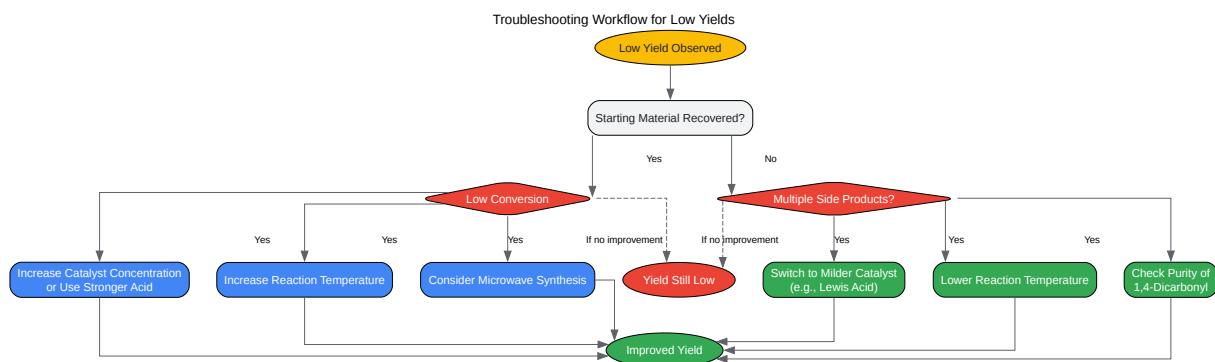 Troubleshooting Workflow for Low Yields
Low Yield Observed
Starting Material Recovered?
Yes
No
Low Conversion
Multiple Side Products?
Yes
Yes
Yes
If no improvement
If no improvement
Yes
Yes
Yes
Increase Catalyst Concentration
or Use Stronger Acid
Increase Reaction Temperature
Consider Microwave Synthesis
Yield Still Low
Switch to Milder Catalyst
(e.g., Lewis Acid)
Lower Reaction Temperature
Check Purity of
1,4-Dicarbonyl
Improved Yield